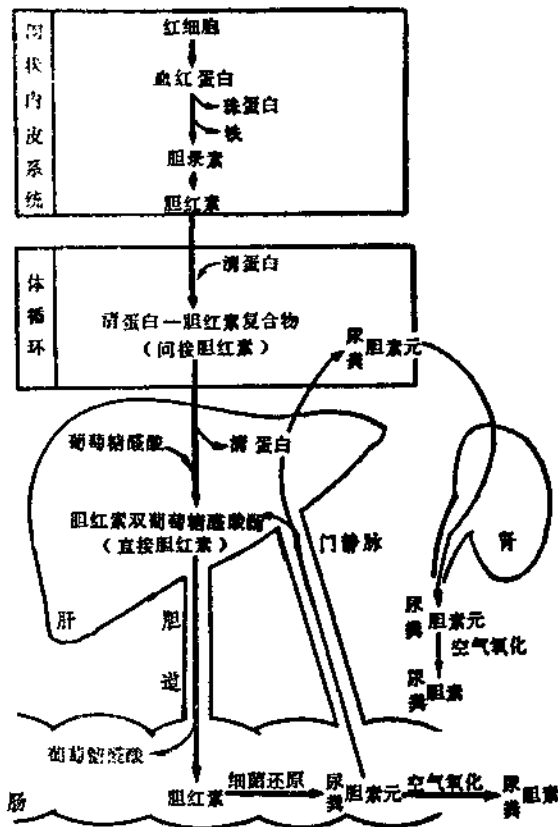 网状内皮系统
红细胞
血红蛋白
珠蛋白
铁
胆录素
胆红素
体循环
清蛋白
清蛋白—胆红素复合物
(间接胆红素)
尿
粪 胆素元
葡萄糖醛酸
清蛋白
胆红素双葡萄糖醛酸酯
(直接胆红素)
门静脉
肾
肝
胆道
尿
粪 胆素元
空气氧化
尿
粪 胆素
葡萄糖醛酸
肠
胆红素
细菌还原
尿
粪 胆素元
空气氧化
尿
粪 胆素